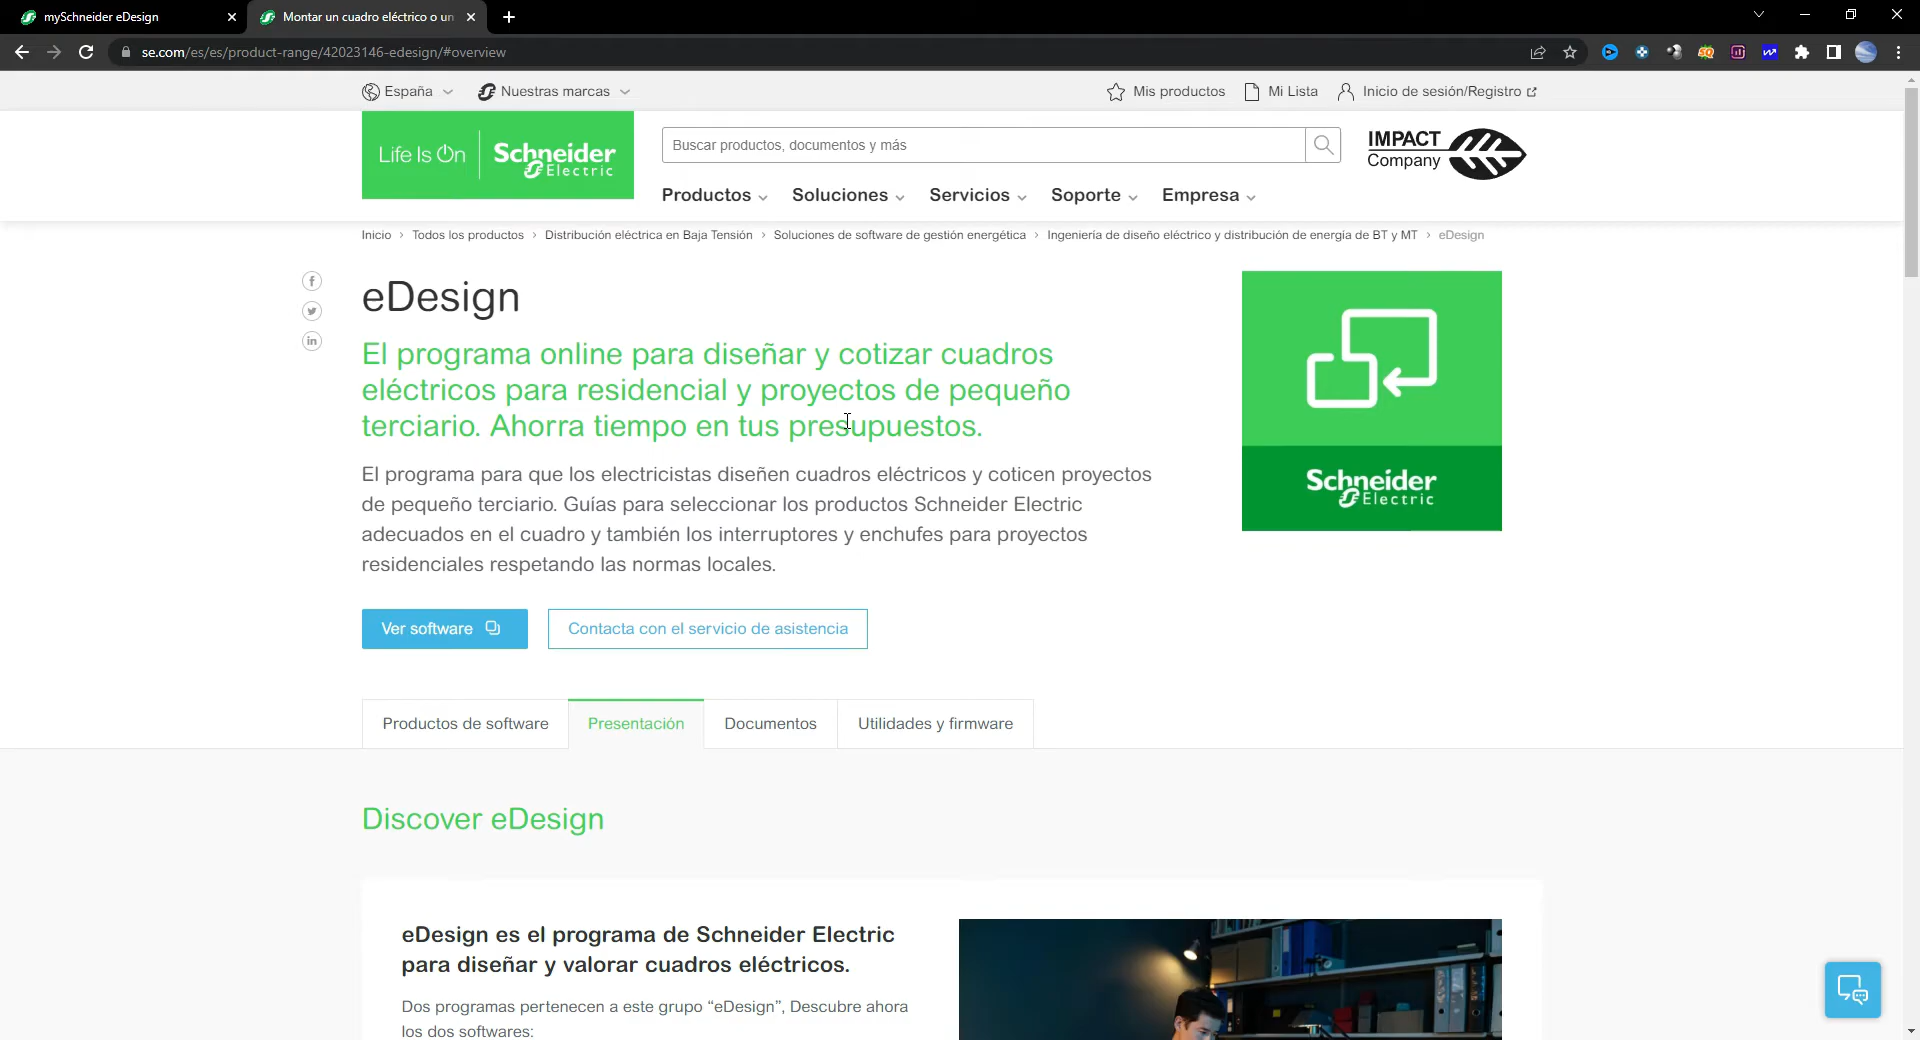 mySchneider eDesign
Montar un cuadro eléctrico o un
se.com/es/es/product-range/42023146-edesign/#overview
España
Nuestras marcas
Mis productos
Mi Lista
Inicio de sesión/Registro
Life Is On
Schneider
Electric
Buscar productos, documentos y más
IMPACT
Company
Productos
Soluciones
Servicios
Soporte
Empresa
Inicio > Todos los productos > Distribución eléctrica en Baja Tensión > Soluciones de software de gestión energética > Ingeniería de diseño eléctrico y distribución de energía de BT y MT > eDesign
eDesign
El programa online para diseñar y cotizar cuadros
eléctricos para residencial y proyectos de pequeño
terciario. Ahorra tiempo en tus presupuestos.
El programa para que los electricistas diseñen cuadros eléctricos y coticen proyectos
de pequeño terciario. Guías para seleccionar los productos Schneider Electric
adecuados en el cuadro y también los interruptores y enchufes para proyectos
residenciales respetando las normas locales.
Schneider
Electric
Ver software
Contacta con el servicio de asistencia
Productos de software
Presentación
Documentos
Utilidades y firmware
Discover eDesign
eDesign es el programa de Schneider Electric
para diseñar y valorar cuadros eléctricos.
Dos programas pertenecen a este grupo “eDesign”, Descubre ahora
los dos softwares: